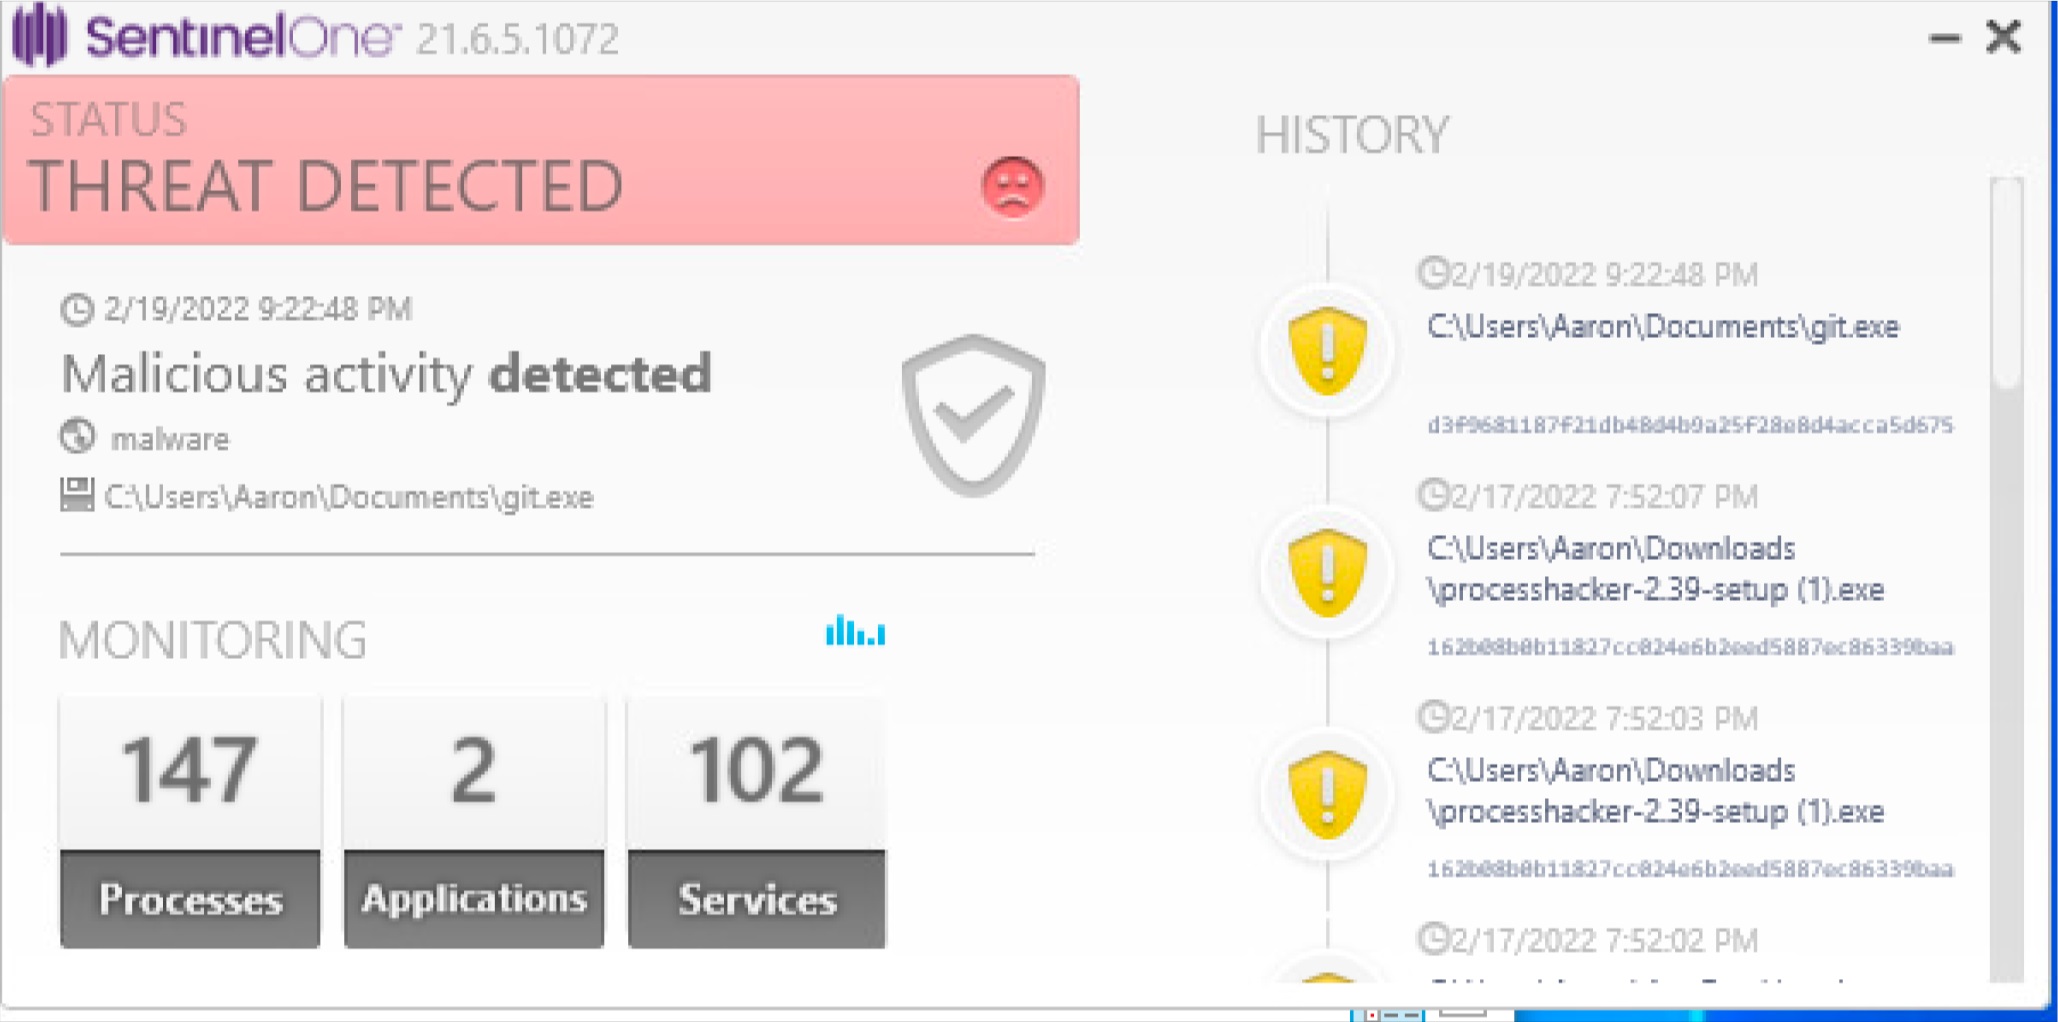 SentinelOne 21.6.5.1072
STATUS
THREAT DETECTED
2/19/2022 9:22:48 PM
Malicious activity detected
malware
C:\Users\Aaron\Documents\git.exe
MONITORING
147
Processes
2
Applications
102
Services
HISTORY
2/19/2022 9:22:48 PM
C:\Users\Aaron\Documents\git.exe
d3f9681187f21db48d4b9a25f28e8d4acca5d675
2/17/2022 7:52:07 PM
C:\Users\Aaron\Downloads
\processhacker-2.39-setup (1).exe
162b08b0b11827cc024e6b2eed5887ec86339baa
2/17/2022 7:52:03 PM
C:\Users\Aaron\Downloads
\processhacker-2.39-setup (1).exe
162b08b0b11827cc024e6b2eed5887ec86339baa
2/17/2022 7:52:02 PM